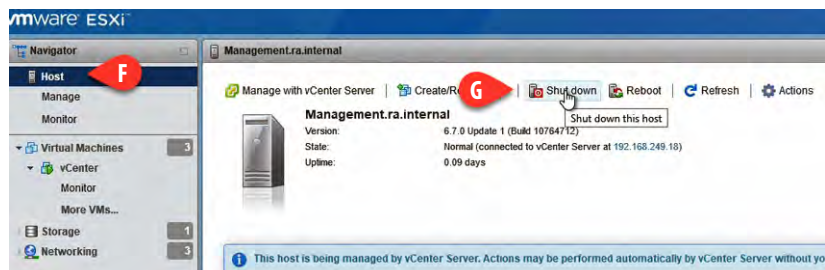 vmware ESXi
Navigator
Management.ra.internal
Host
F
Manage
Monitor
Virtual Machines 3
vCenter
Monitor
More VMs...
Storage 1
Networking 3
Manage with vCenter Server | G | Shut down Reboot | Refresh | Actions
Shut down this host
Management.ra.internal
Version: 6.7.0 Update 1 (Build 10764712)
State: Normal (connected to vCenter Server at 192.168.249.18)
Uptime: 0.09 days
This host is being managed by vCenter Server. Actions may be performed automatically by vCenter Server without